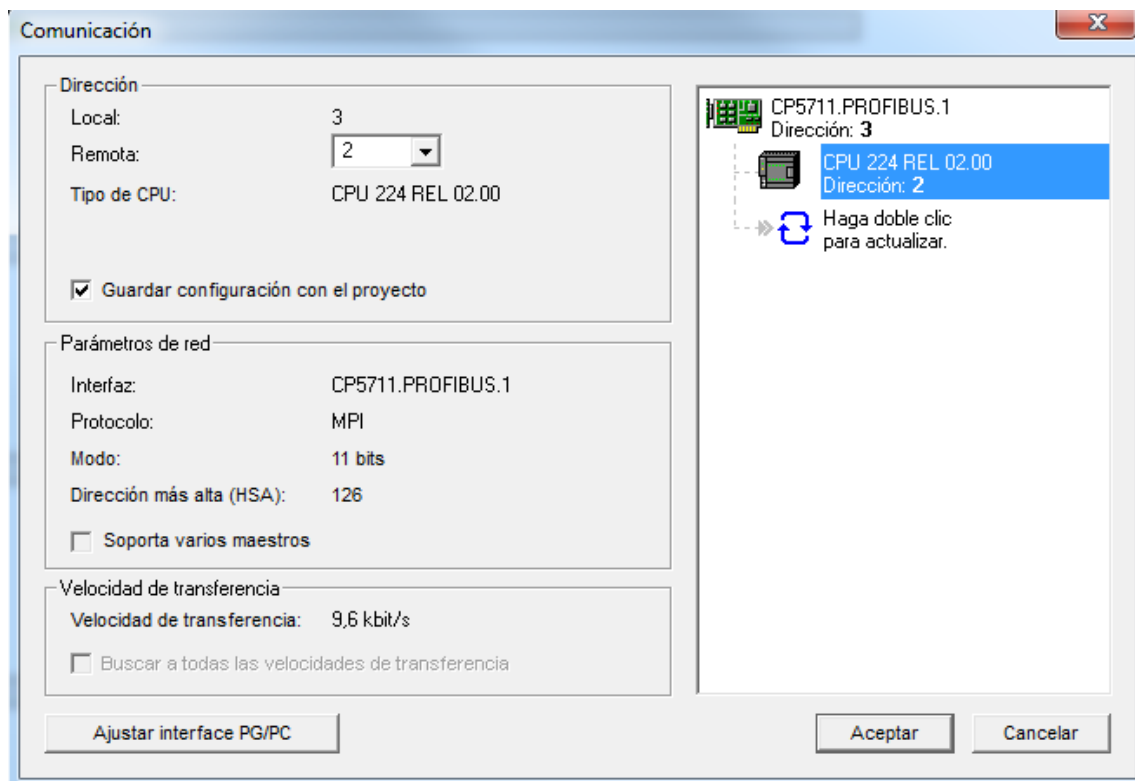 Comunicación
Dirección
Local: 3
Remota: 2
Tipo de CPU: CPU 224 REL 02.00
Guardar configuración con el proyecto
Parámetros de red
Interfaz: CP5711.PROFIBUS.1
Protocolo: MPI
Modo: 11 bits
Dirección más alta (HSA): 126
Soporta varios maestros
Velocidad de transferencia
Velocidad de transferencia: 9,6 kbit/s
Buscar a todas las velocidades de transferencia
CP5711.PROFIBUS.1
Dirección: 3
CPU 224 REL 02.00
Dirección: 2
Haga doble clic
para actualizar.
Ajustar interface PG/PC
Aceptar
Cancelar